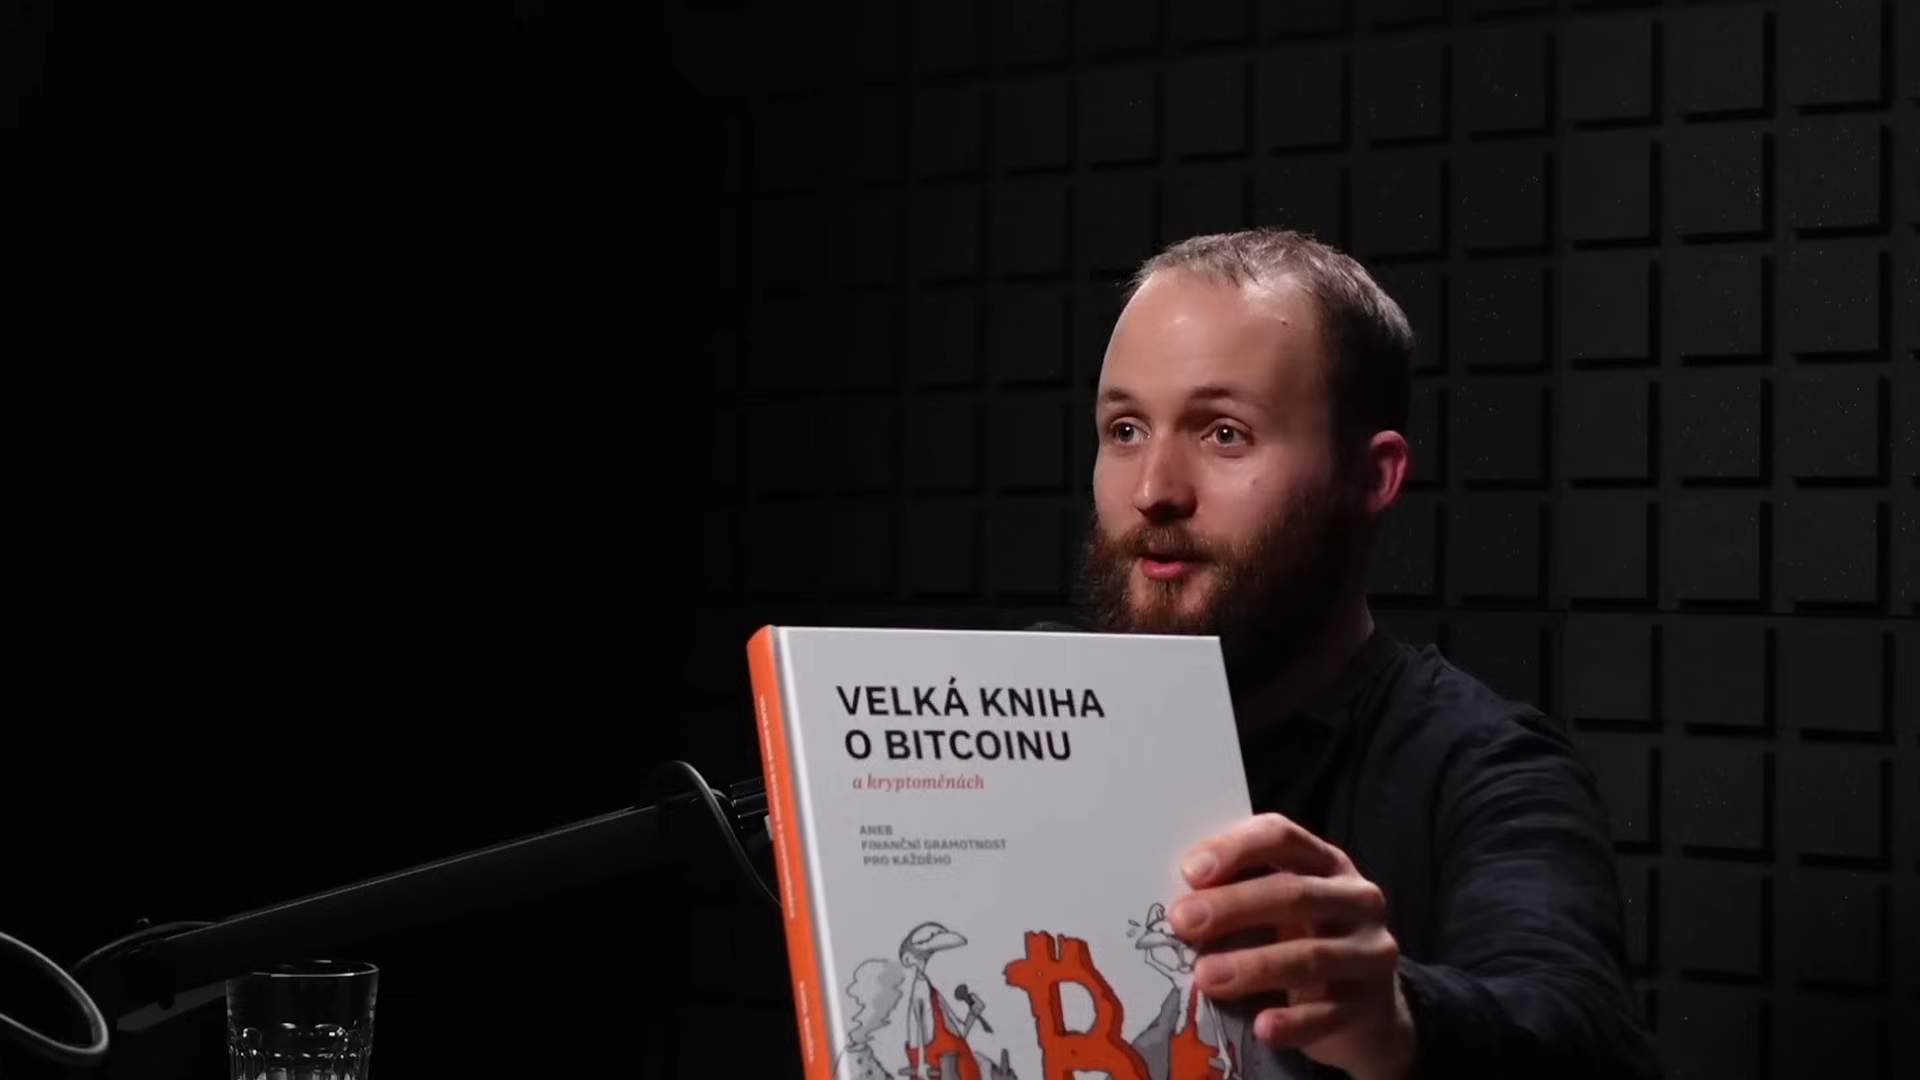 VELKÁ KNIHA
O BITCOINU
a kryptoměnách
ANEB
FINANČNÍ GRAMOTNOST
PRO KAŽDÉHO